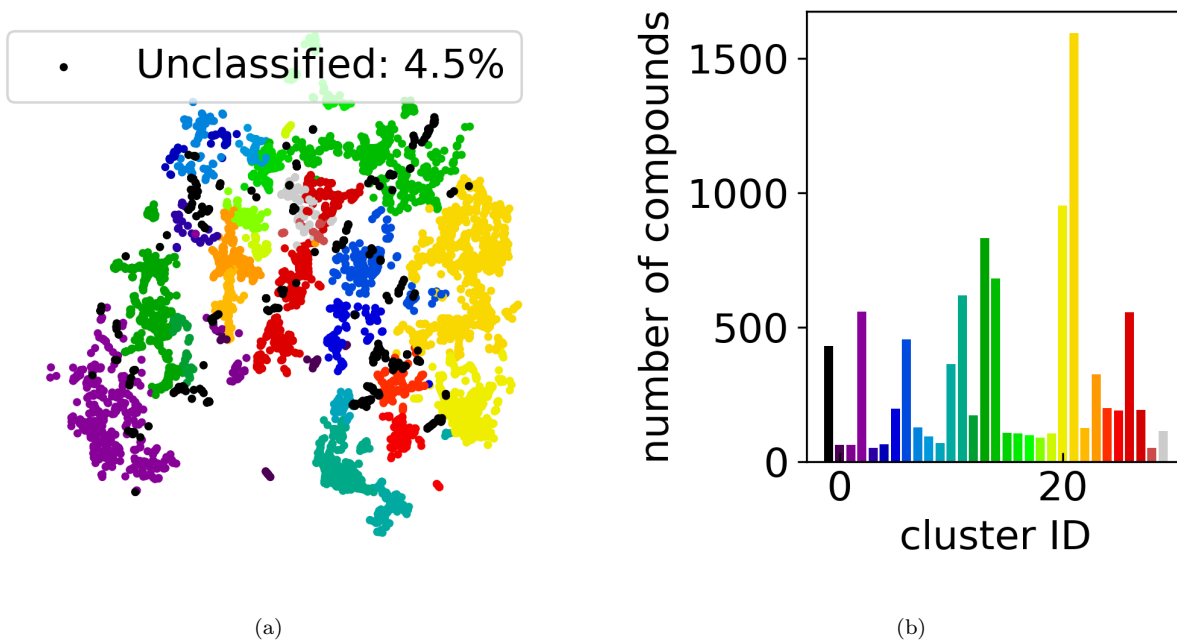 Unclassified: 4.5%
(a)
number of compounds
1500
1000
500
0
0 20
cluster ID
(b)